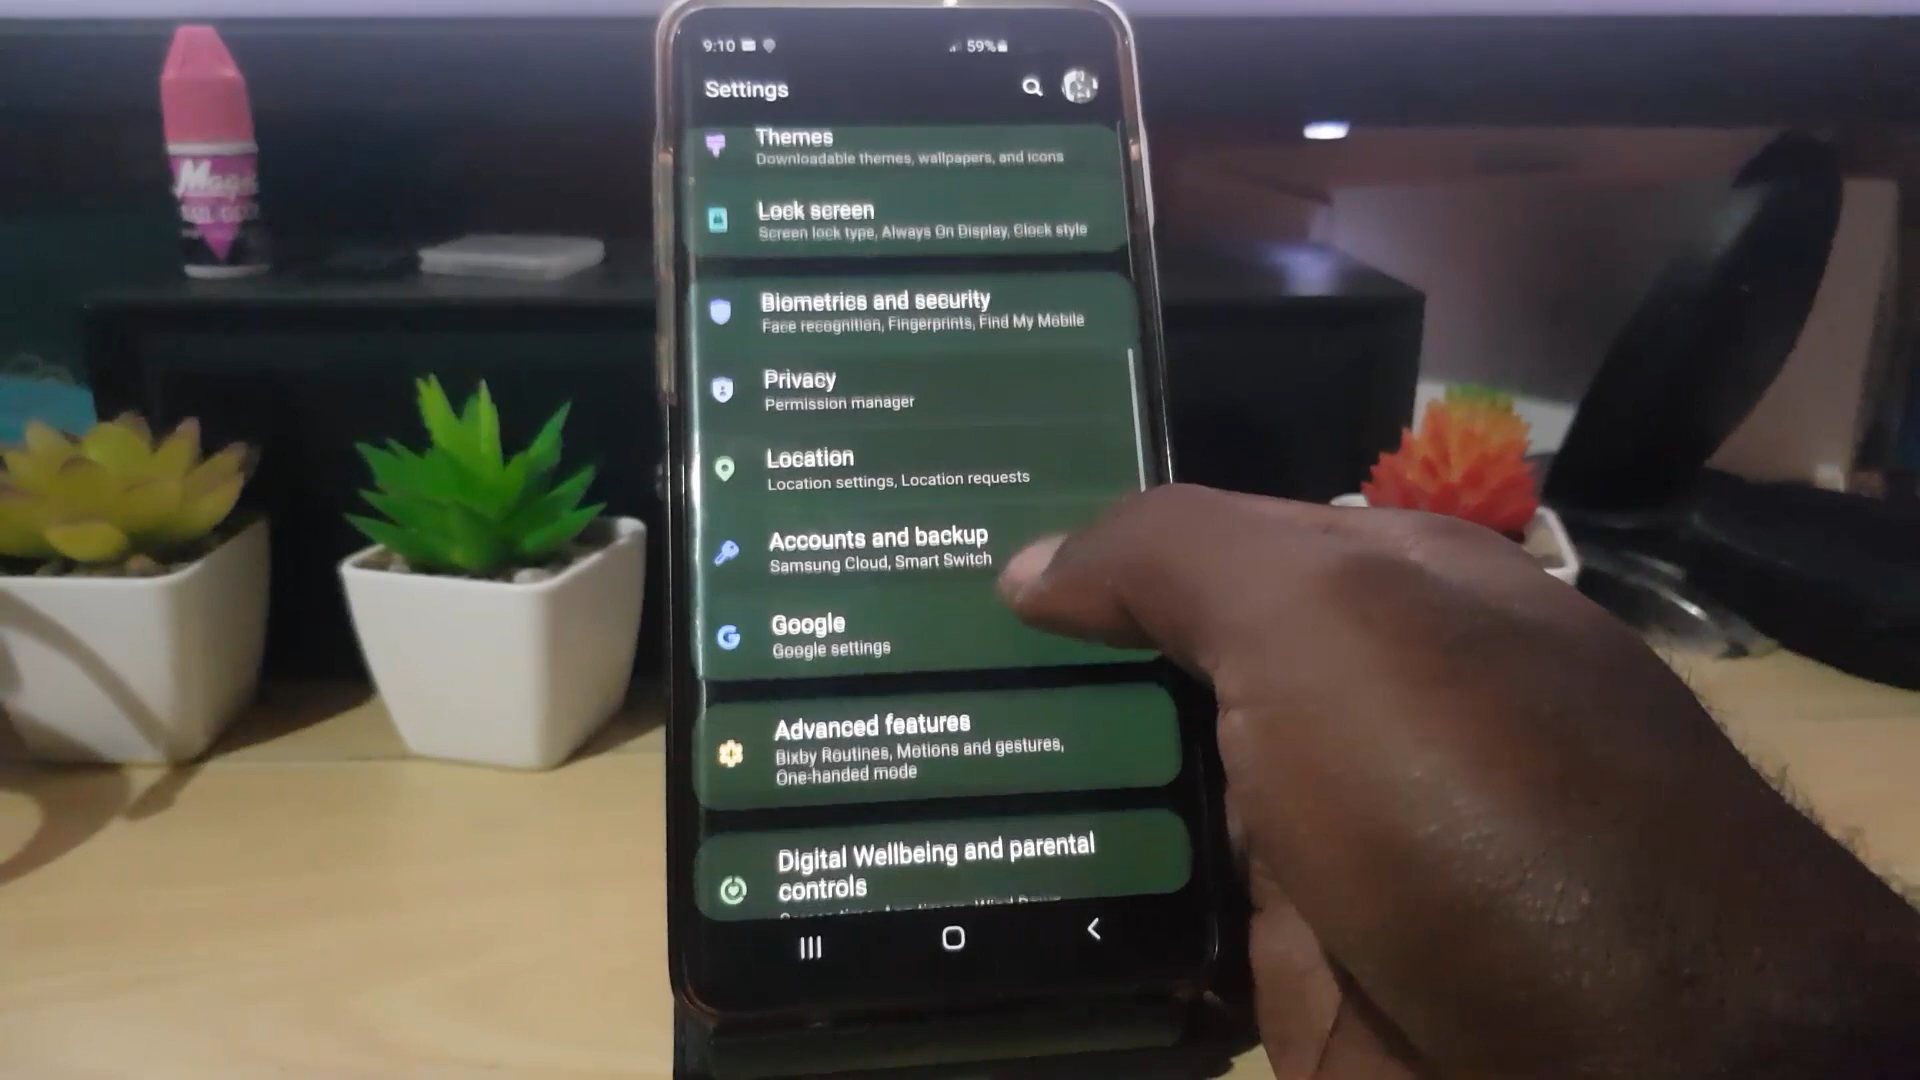 9:10
59%
Settings
Themes
Downloadable themes, wallpapers, and icons
Lock screen
Screen lock type, Always On Display, Clock style
Biometrics and security
Face recognition, Fingerprints, Find My Mobile
Privacy
Permission manager
Location
Location settings, Location requests
Accounts and backup
Samsung Cloud, Smart Switch
Google
Google settings
Advanced features
Bixby Routines, Motions and gestures,
One-handed mode
Digital Wellbeing and parental
controls